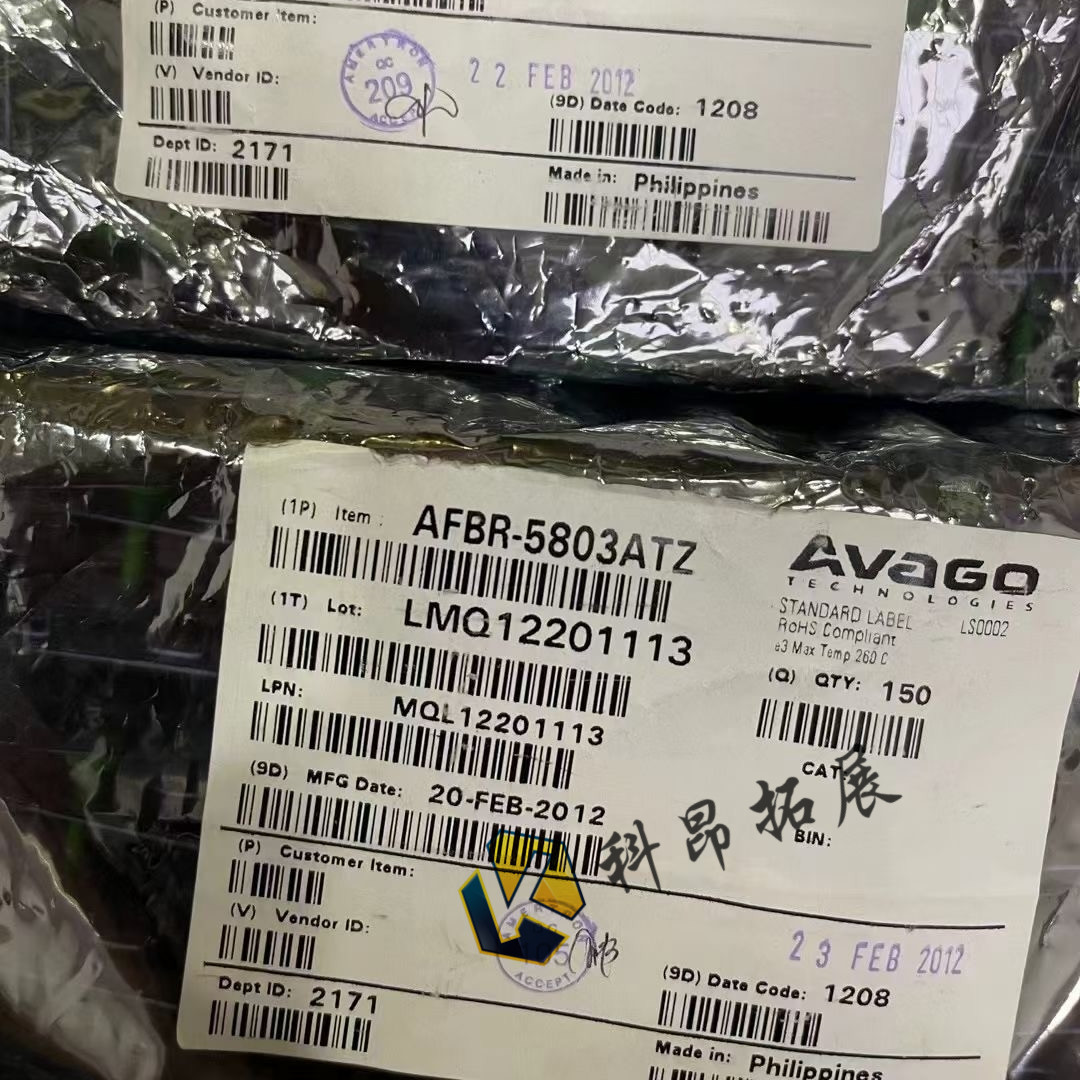 (P) Customer Item:
(V) Vendor ID:
AMERTRON
QC
209
ACCEPT
22 FEB 2012
(9D) Date Code: 1208
Dept ID: 2171
Made in: Philippines
(1P) Item: AFBR-5803ATZ
AVAGO
TECHNOLOGIES
STANDARD LABEL LS0002
RoHS Compliant
e3 Max Temp 260 C
(1T) Lot: LMQ12201113
(Q) QTY: 150
LPN: MQL12201113
CAT:
(9D) MFG Date: 20-FEB-2012
BIN:
科昂拓展
(P) Customer Item:
(V) Vendor ID:
ACCEPT
23 FEB 2012
(9D) Date Code: 1208
Dept ID: 2171
Made in: Philippines